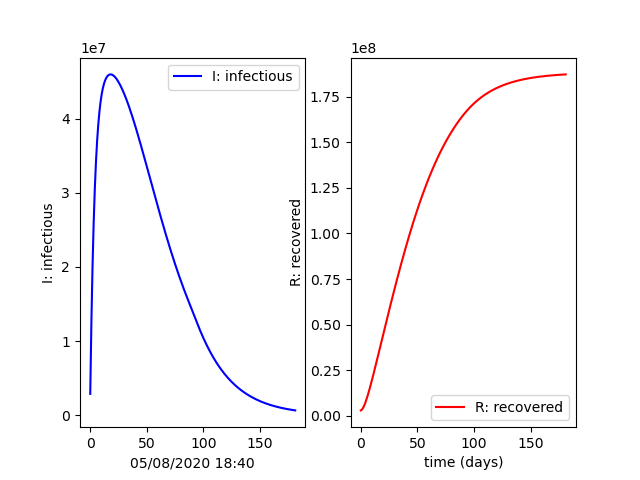 1e7
I: infectious
I: infectious
4
3
2
1
0
0 50 100 150
05/08/2020 18:40
1e8
R: recovered
1.75
1.50
1.25
1.00
0.75
0.50
0.25
0.00
R: recovered
0 50 100 150
time (days)